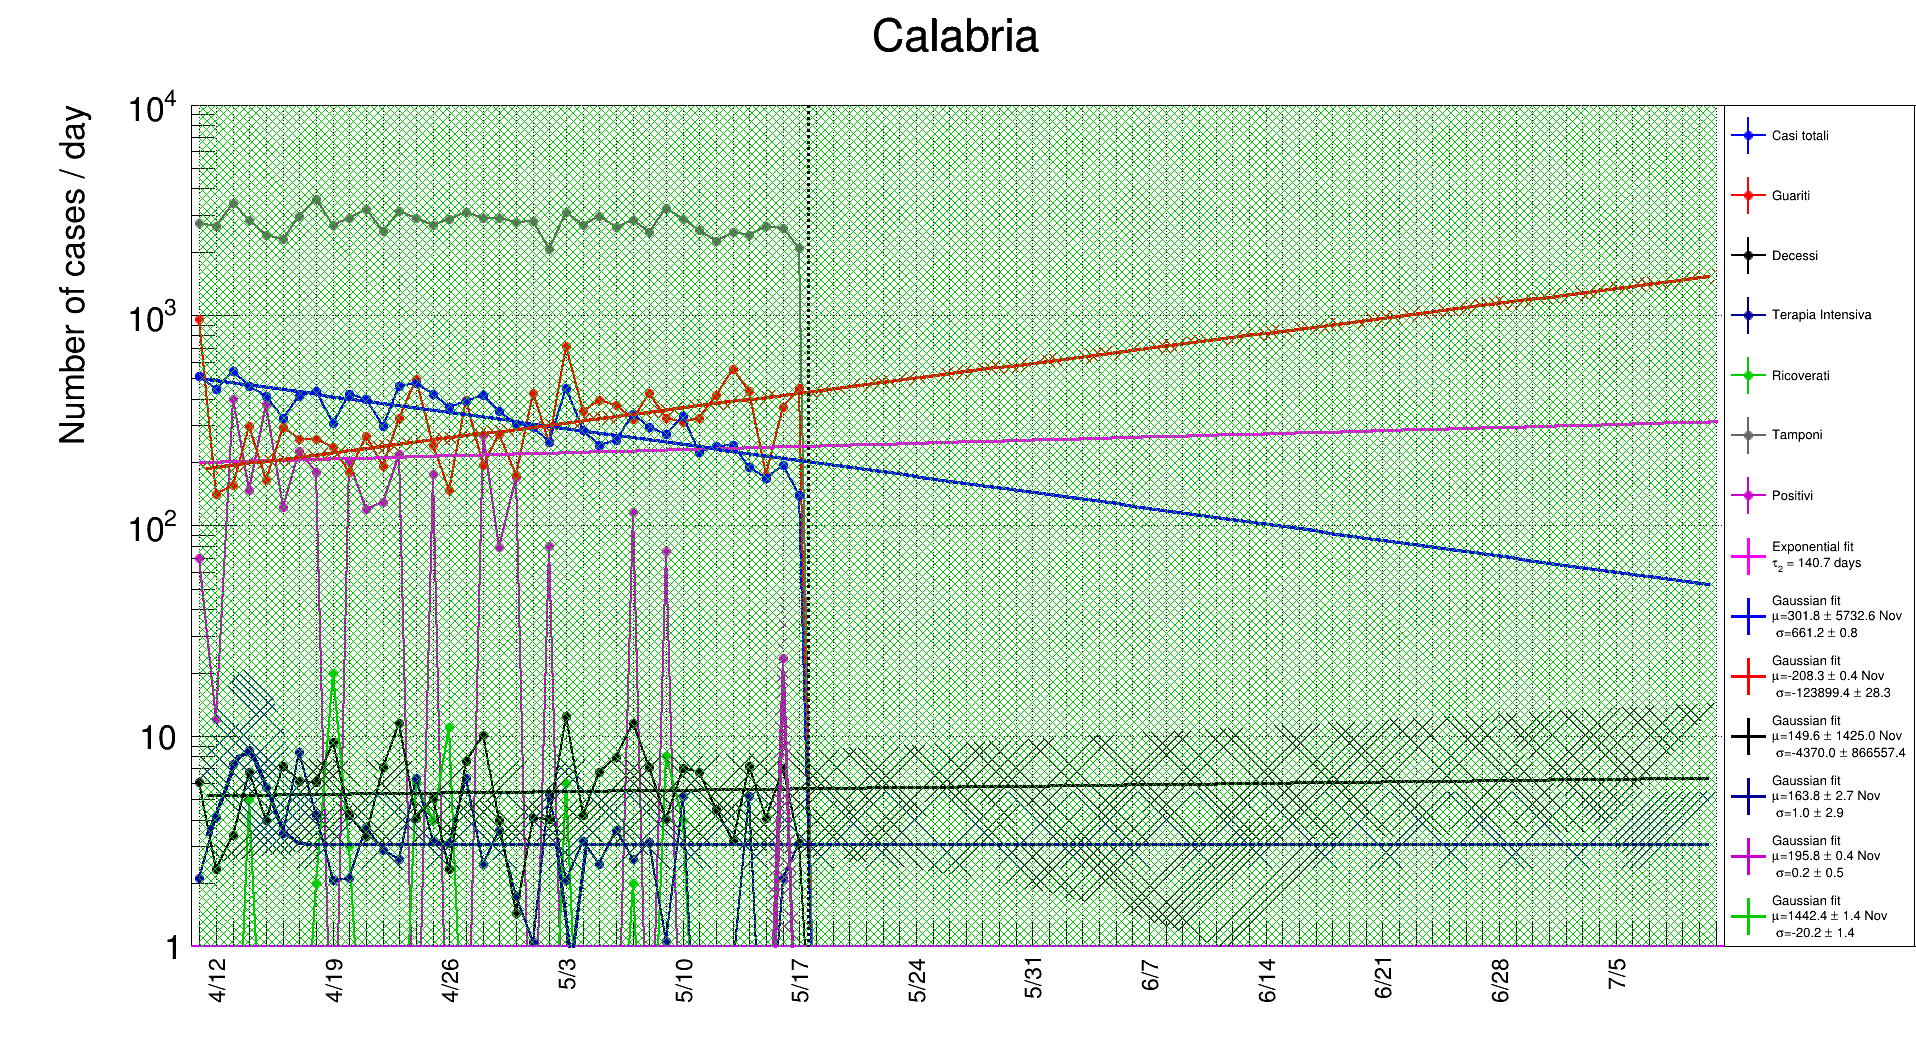 Calabria
Number of cases / day
10^4
10^3
10^2
10
1
4/12
4/19
4/26
5/3
5/10
5/17
5/24
5/31
6/7
6/14
6/21
6/28
7/5
Casi totali
Guariti
Decessi
Terapia Intensiva
Ricoverati
Tamponi
Positivi
Exponential fit
τ₂ = 140.7 days
Gaussian fit
μ=301.8 ± 5732.6 Nov
σ=661.2 ± 0.8
Gaussian fit
μ=-208.3 ± 0.4 Nov
σ=-123899.4 ± 28.3
Gaussian fit
μ=149.6 ± 1425.0 Nov
σ=-4370.0 ± 866557.4
Gaussian fit
μ=163.8 ± 2.7 Nov
σ=1.0 ± 2.9
Gaussian fit
μ=195.8 ± 0.4 Nov
σ=0.2 ± 0.5
Gaussian fit
μ=1442.4 ± 1.4 Nov
σ=-20.2 ± 1.4